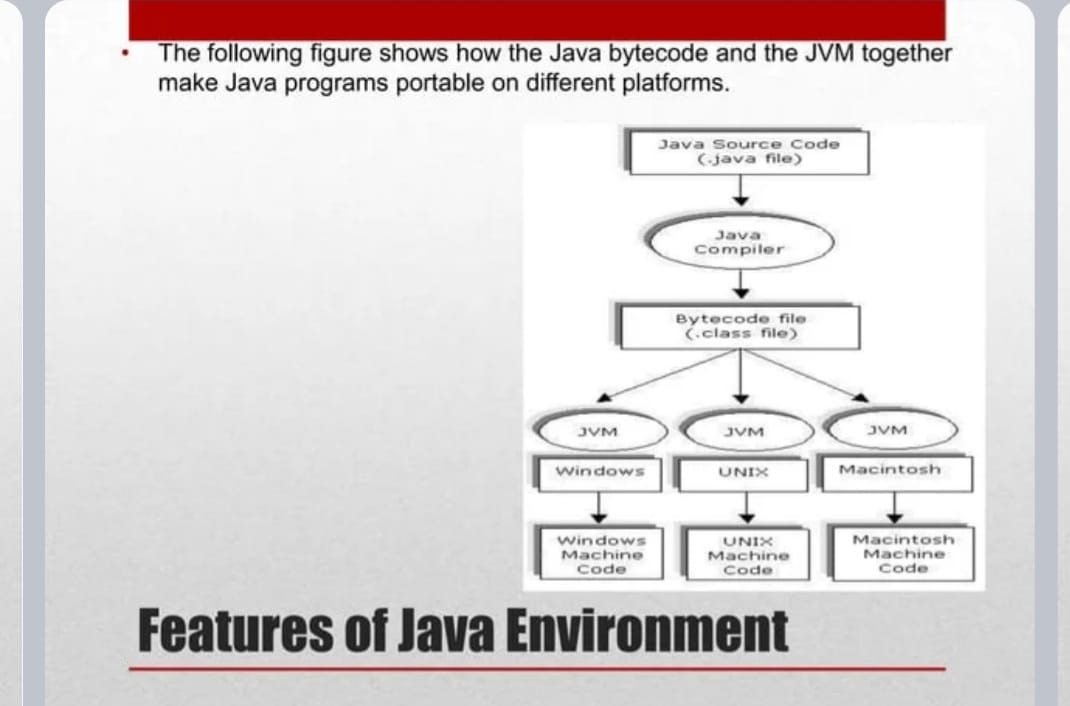 • The following figure shows how the Java bytecode and the JVM together
make Java programs portable on different platforms.
Java Source Code
(.java file)
Java
Compiler
Bytecode file
(.class file)
JVM
JVM
JVM
Windows
UNIX
Macintosh
Windows
Machine
Code
UNIX
Machine
Code
Macintosh
Machine
Code
Features of Java Environment